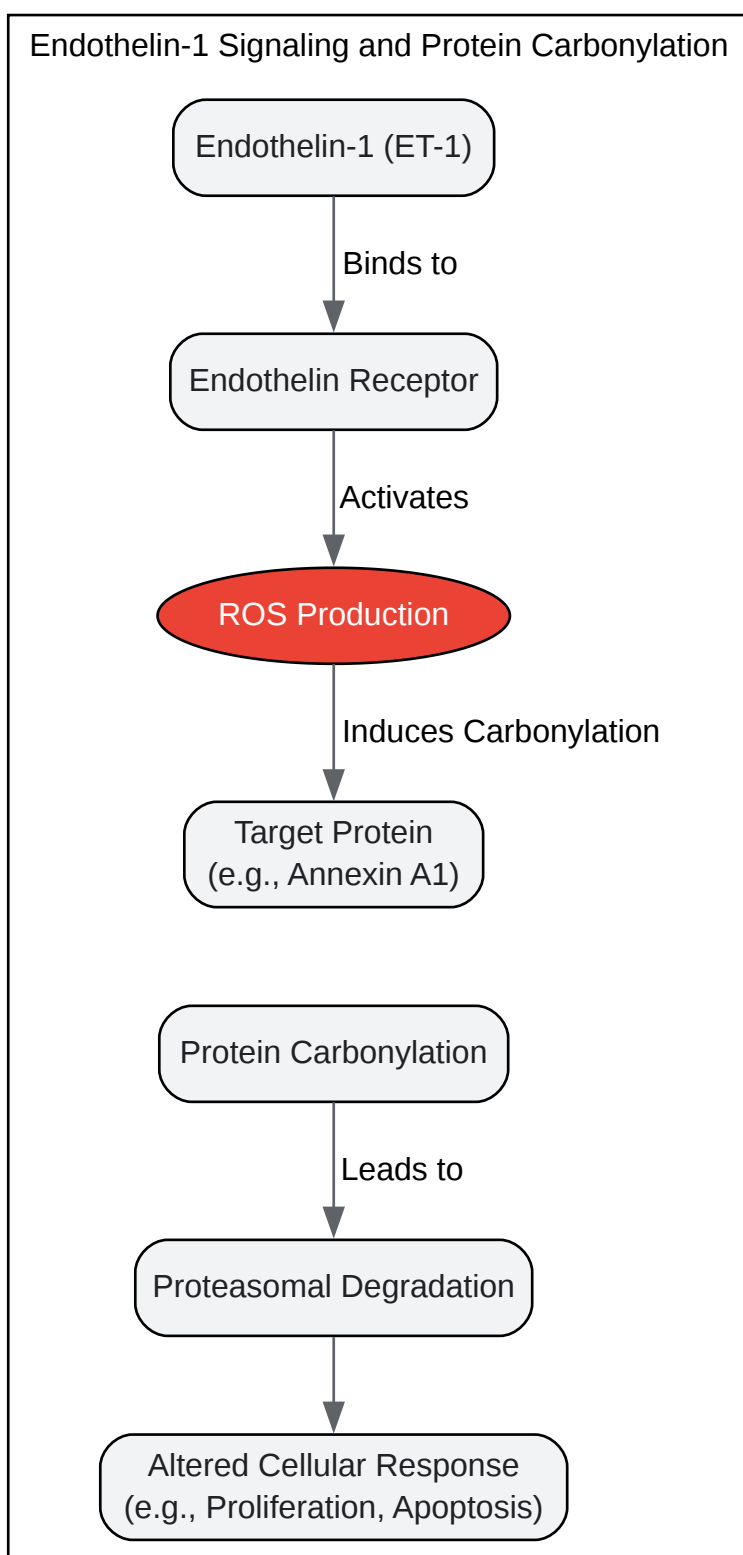 Endothelin-1 Signaling and Protein Carbonylation
Endothelin-1 (ET-1)
Binds to
Endothelin Receptor
Activates
ROS Production
Induces Carbonylation
Target Protein
(e.g., Annexin A1)
Protein Carbonylation
Leads to
Proteasomal Degradation
Altered Cellular Response
(e.g., Proliferation, Apoptosis)